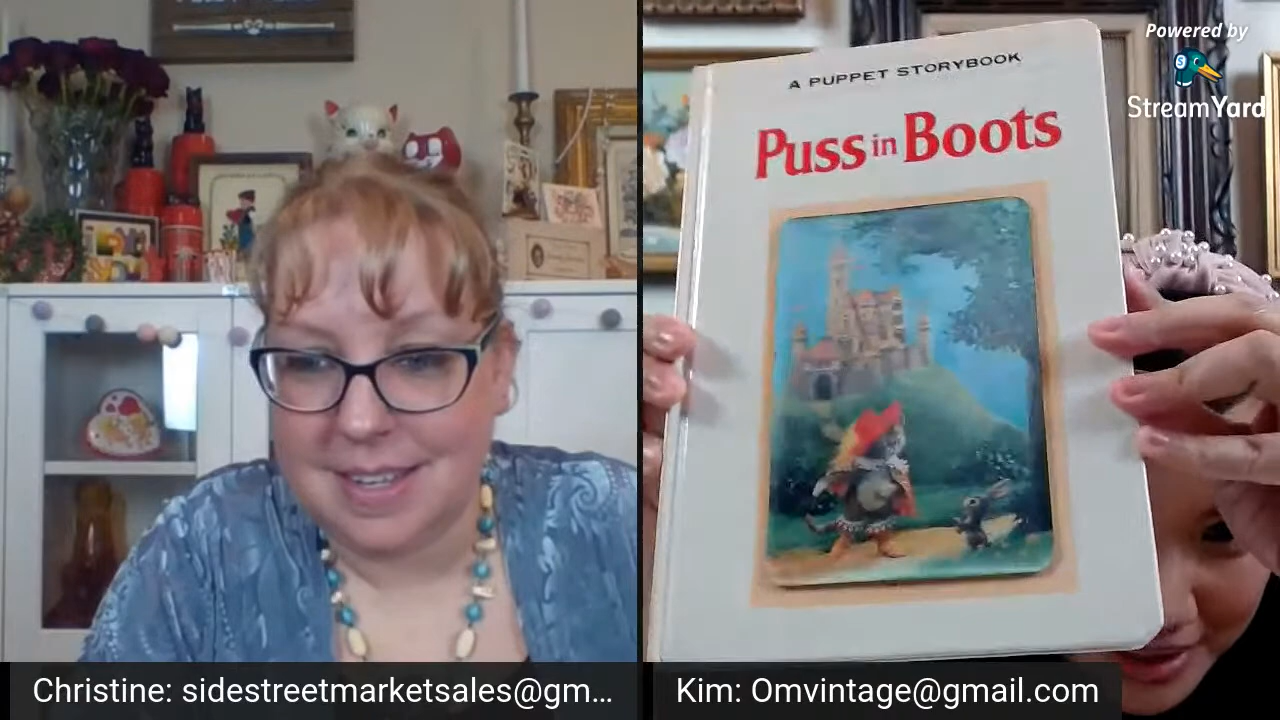 Powered by
StreamYard
A PUPPET STORYBOOK
Puss in Boots
Christine: sidestreetmarketsales@gm...
Kim: Omvintage@gmail.com